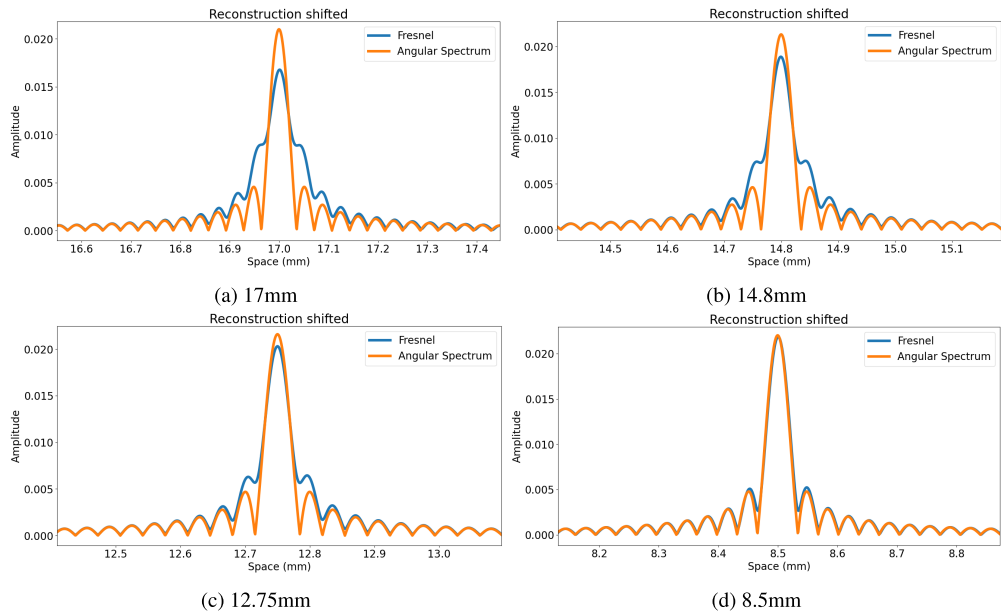 Reconstruction shifted
Fresnel
Angular Spectrum
Amplitude
0.020
0.015
0.010
0.005
0.000
16.6 16.7 16.8 16.9 17.0 17.1 17.2 17.3 17.4
Space (mm)
(a) 17mm
Reconstruction shifted
Fresnel
Angular Spectrum
Amplitude
0.020
0.015
0.010
0.005
0.000
14.5 14.6 14.7 14.8 14.9 15.0 15.1
Space (mm)
(b) 14.8mm
Reconstruction shifted
Fresnel
Angular Spectrum
Amplitude
0.020
0.015
0.010
0.005
0.000
12.5 12.6 12.7 12.8 12.9 13.0
Space (mm)
(c) 12.75mm
Reconstruction shifted
Fresnel
Angular Spectrum
Amplitude
0.020
0.015
0.010
0.005
0.000
8.2 8.3 8.4 8.5 8.6 8.7 8.8
Space (mm)
(d) 8.5mm